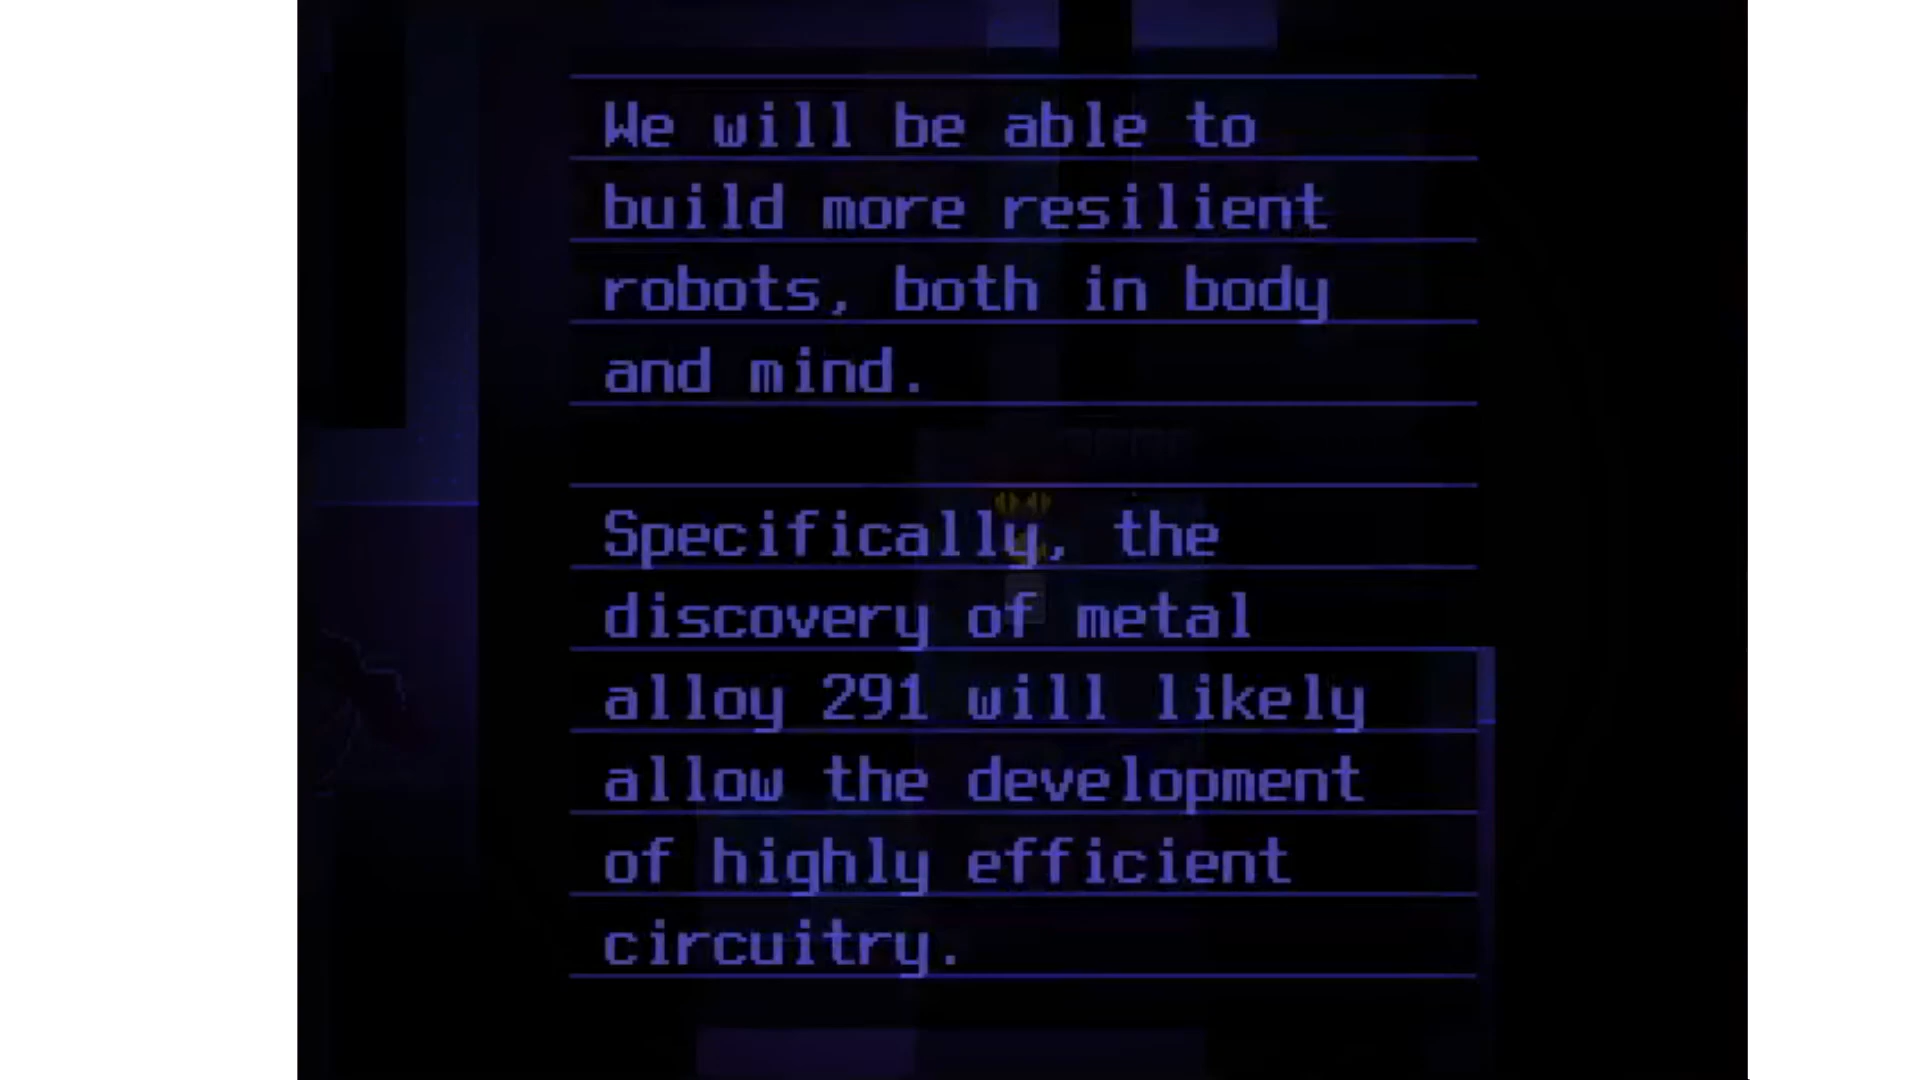 We will be able to
build more resilient
robots, both in body
and mind.
Specifically, the
discovery of metal
alloy 291 will likely
allow the development
of highly efficient
circuitry.